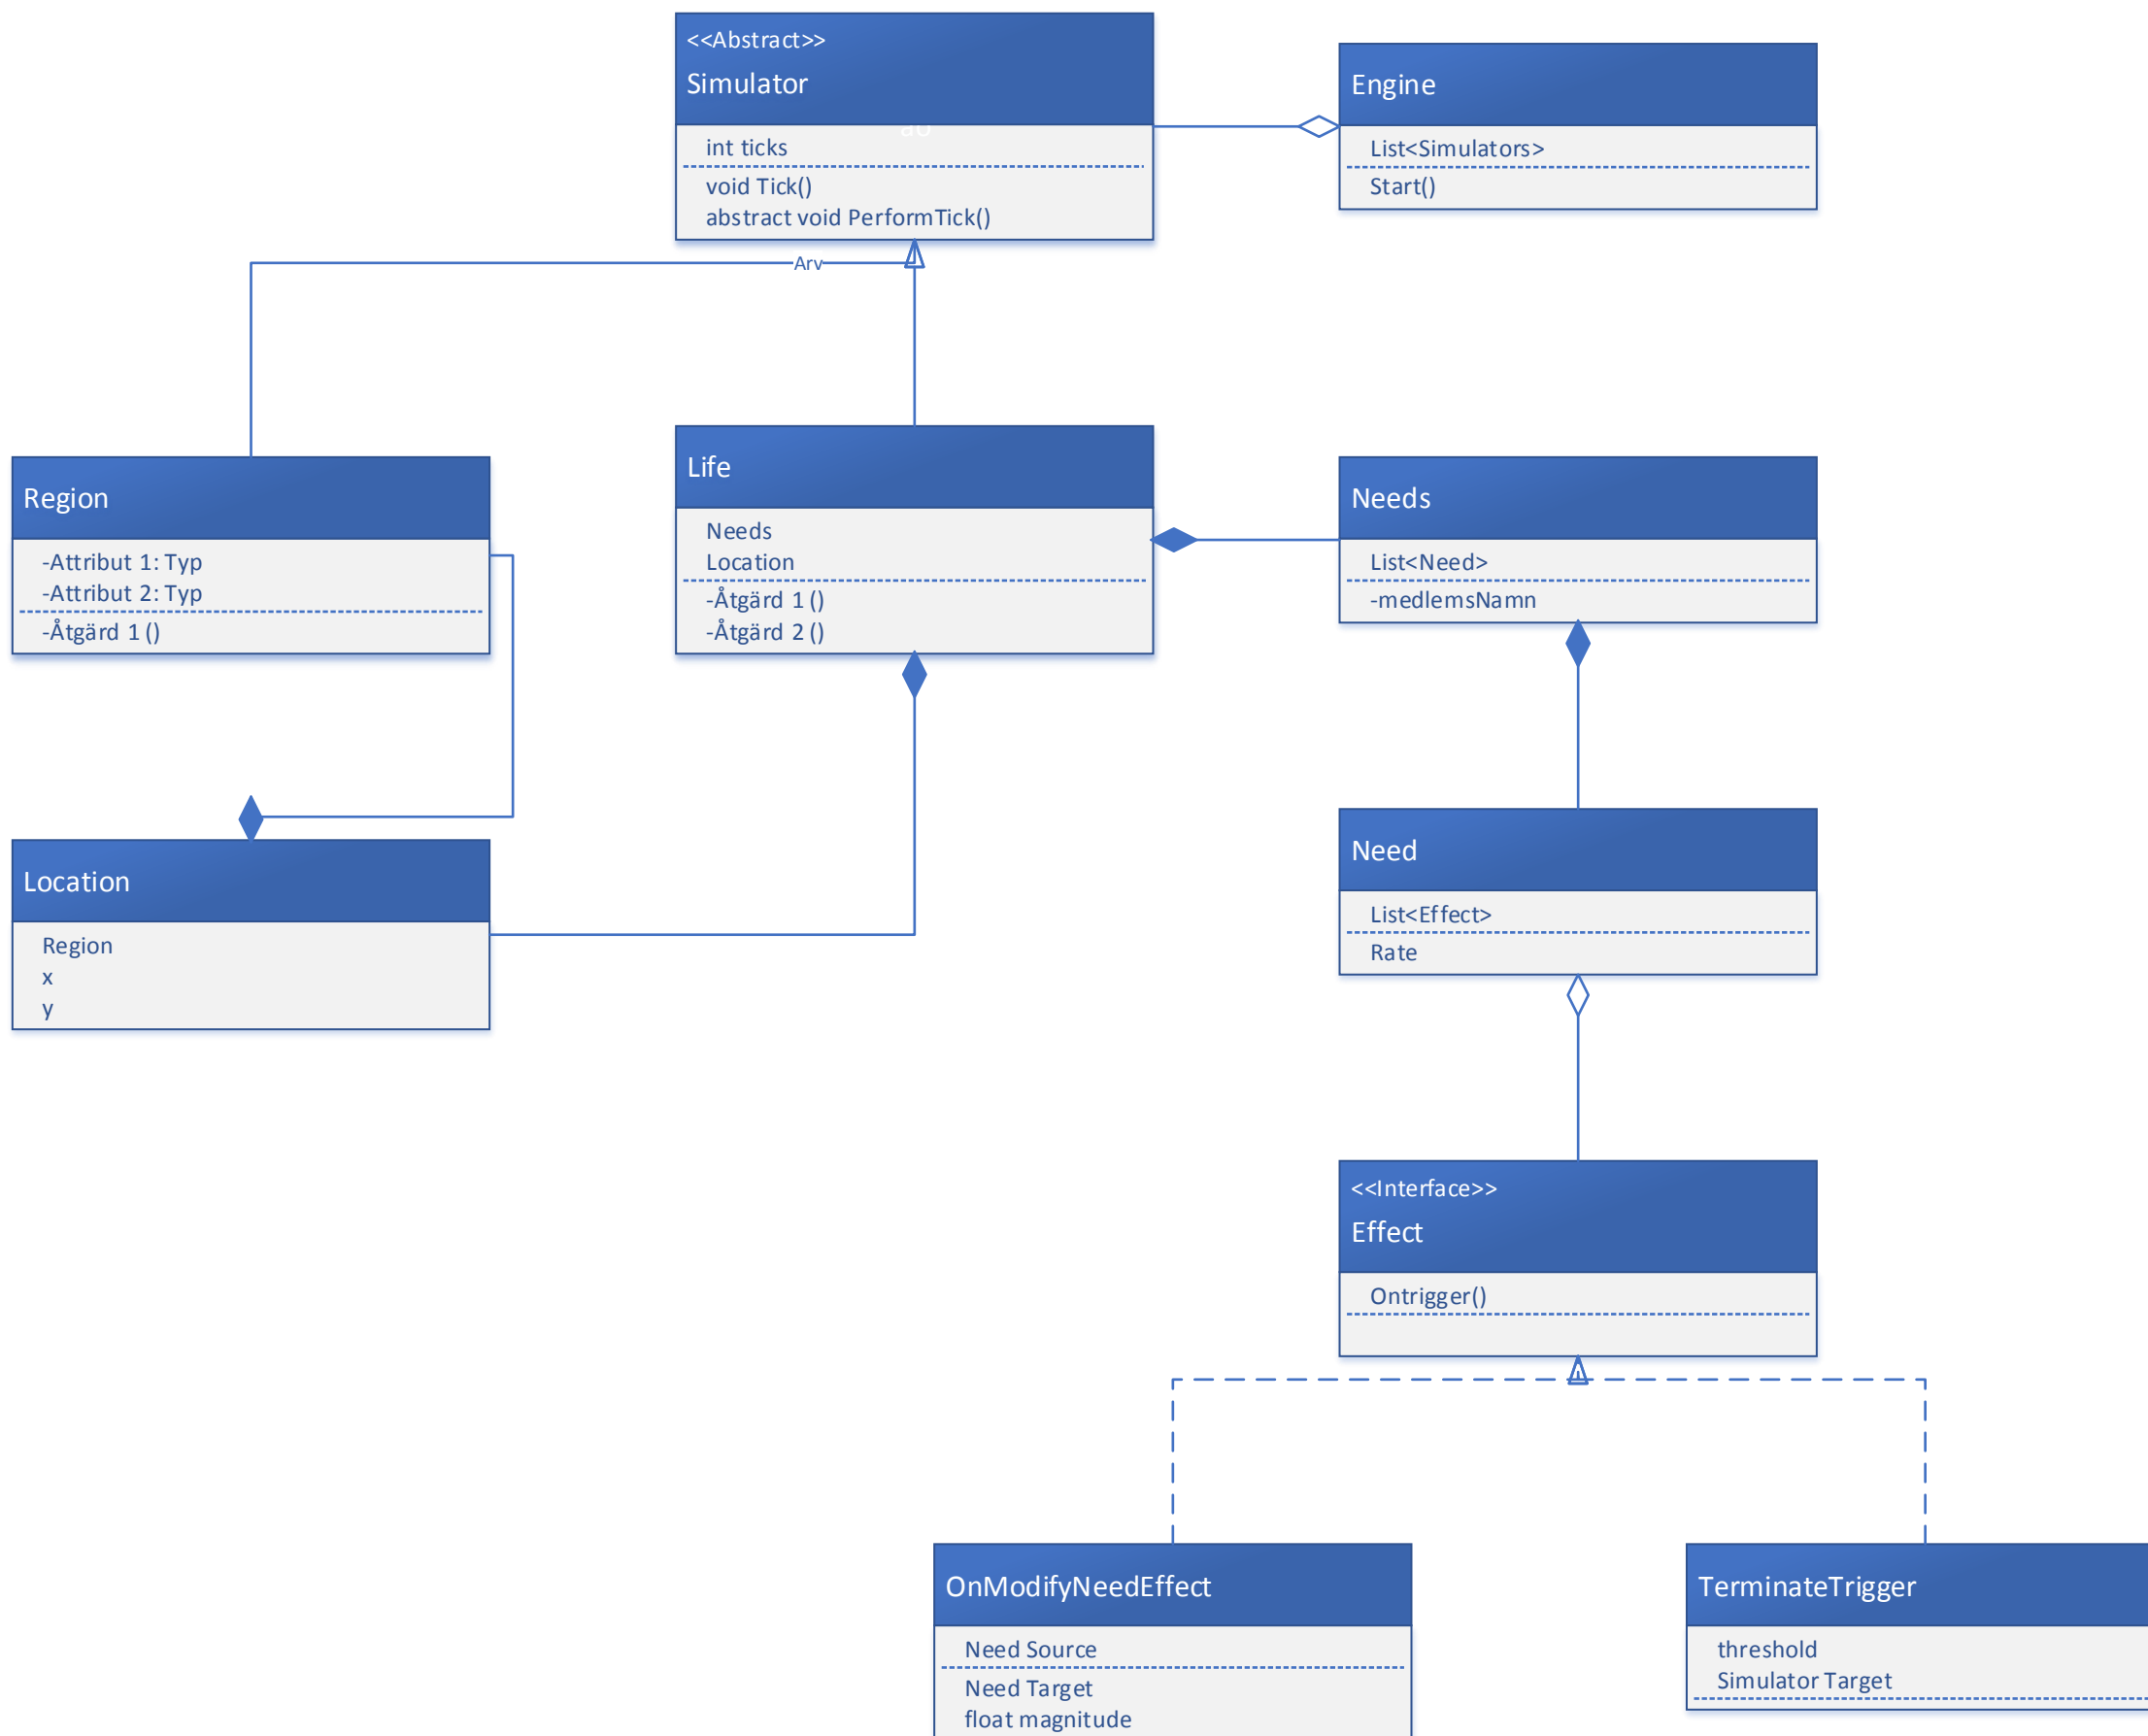 <<Abstract>>
Simulator
ao
int ticks
void Tick()
abstract void PerformTick()
Engine
List<Simulators>
Start()
Arv
Region
-Attribut 1: Typ
-Attribut 2: Typ
-Åtgärd 1 ()
Life
Needs
Location
-Åtgärd 1 ()
-Åtgärd 2 ()
Needs
List<Need>
-medlemsNamn
Location
Region
x
y
Need
List<Effect>
Rate
<<Interface>>
Effect
Ontrigger()
OnModifyNeedEffect
Need Source
Need Target
float magnitude
TerminateTrigger
threshold
Simulator Target